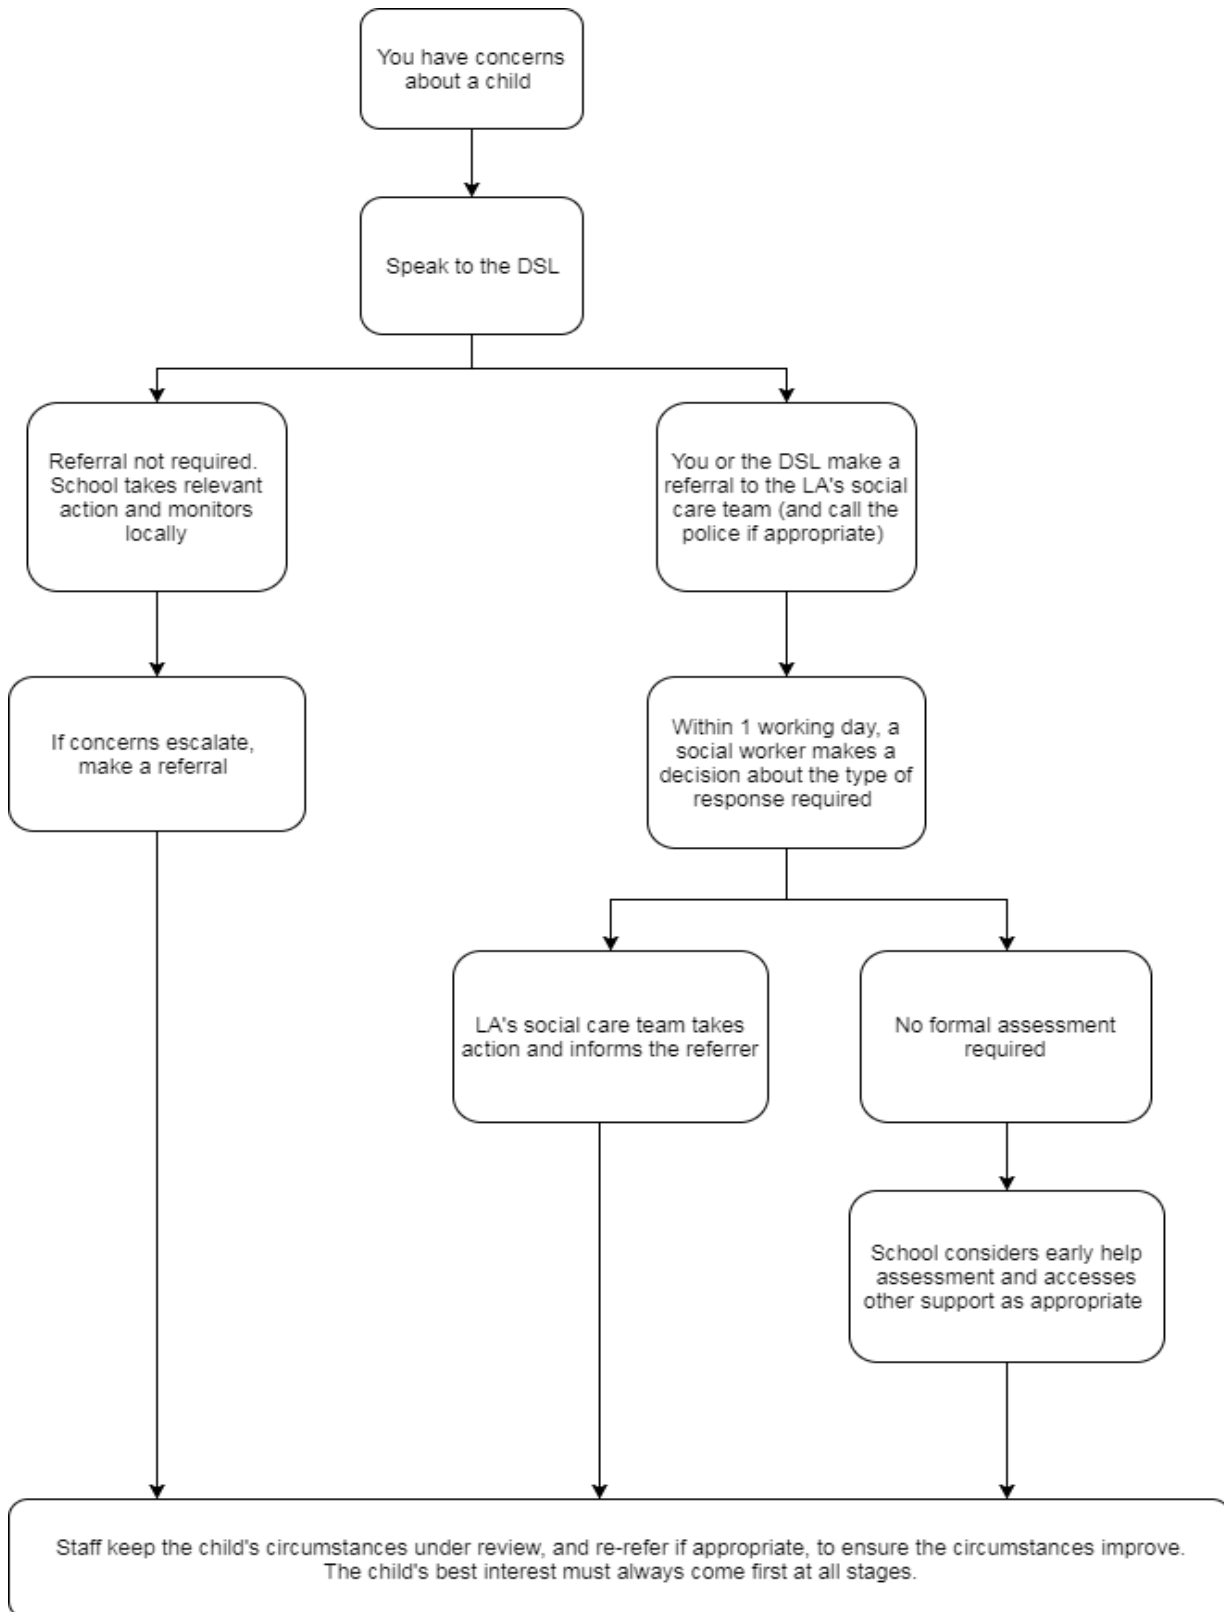 You have concerns
about a child
Speak to the DSL
Referral not required.
School takes relevant
action and monitors
locally
You or the DSL make a
referral to the LA's social
care team (and call the
police if appropriate)
If concerns escalate,
make a referral
Within 1 working day, a
social worker makes a
decision about the type of
response required
LA's social care team takes
action and informs the referrer
No formal assessment
required
School considers early help
assessment and accesses
other support as appropriate
Staff keep the child's circumstances under review, and re-refer if appropriate, to ensure the circumstances improve.
The child's best interest must always come first at all stages.